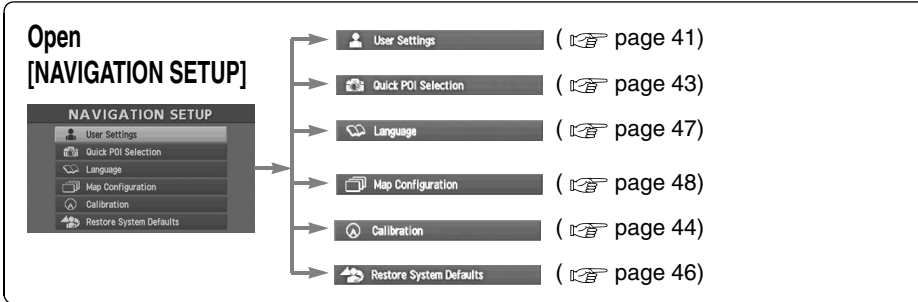 Open
[NAVIGATION SETUP]
NAVIGATION SETUP
User Settings
Quick POI Selection
Language
Map Configuration
Calibration
Restore System Defaults
User Settings ( ☞ page 41)
Quick POI Selection ( ☞ page 43)
Language ( ☞ page 47)
Map Configuration ( ☞ page 48)
Calibration ( ☞ page 44)
Restore System Defaults ( ☞ page 46)